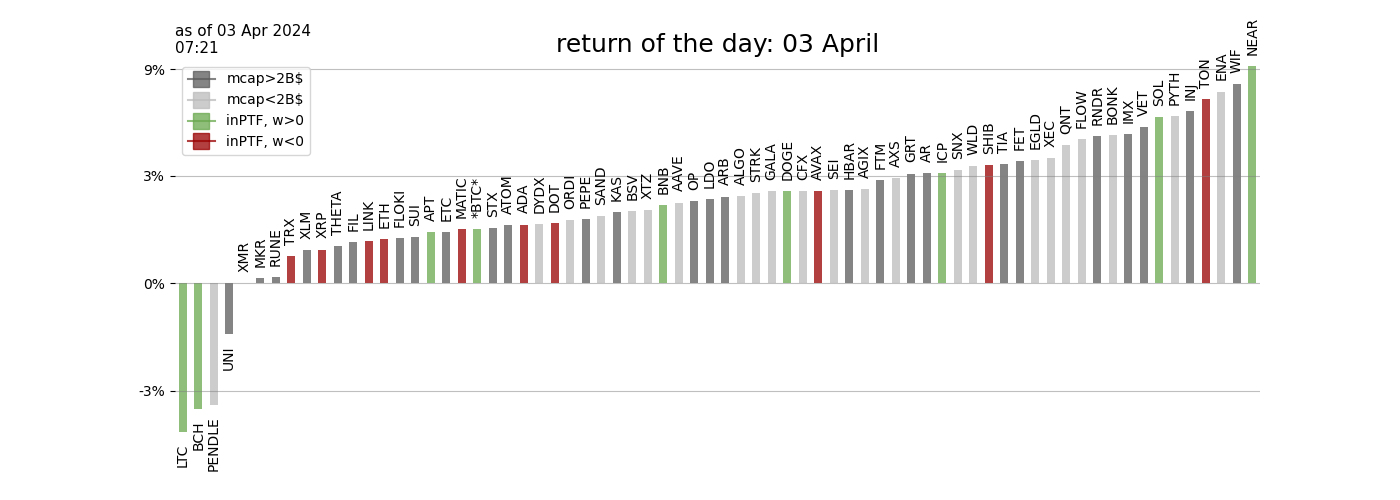 as of 03 Apr 2024
07:21
return of the day: 03 April
mcap>2B$
mcap<2B$
inPTF, w>0
inPTF, w<0
9%
3%
0%
-3%
LTC
BCH
PENDLE
UNI
XMR
MKR
RUNE
TRX
XLM
XRP
THETA
FIL
LINK
ETH
FLOKI
SUI
APT
ETC
MATIC
*BTC*
STX
ATOM
ADA
DYDX
DOT
ORDI
PEPE
SAND
KAS
BSV
XTZ
BNB
AAVE
OP
LDO
ARB
ALGO
STRK
GALA
DOGE
CFX
AVAX
SEI
HBAR
AGIX
FTM
AXS
GRT
AR
ICP
SNX
WLD
SHIB
TIA
FET
EGLD
XEC
QNT
FLOW
RNDR
BONK
IMX
VET
SOL
PYTH
INJ
TON
ENA
WIF
NEAR